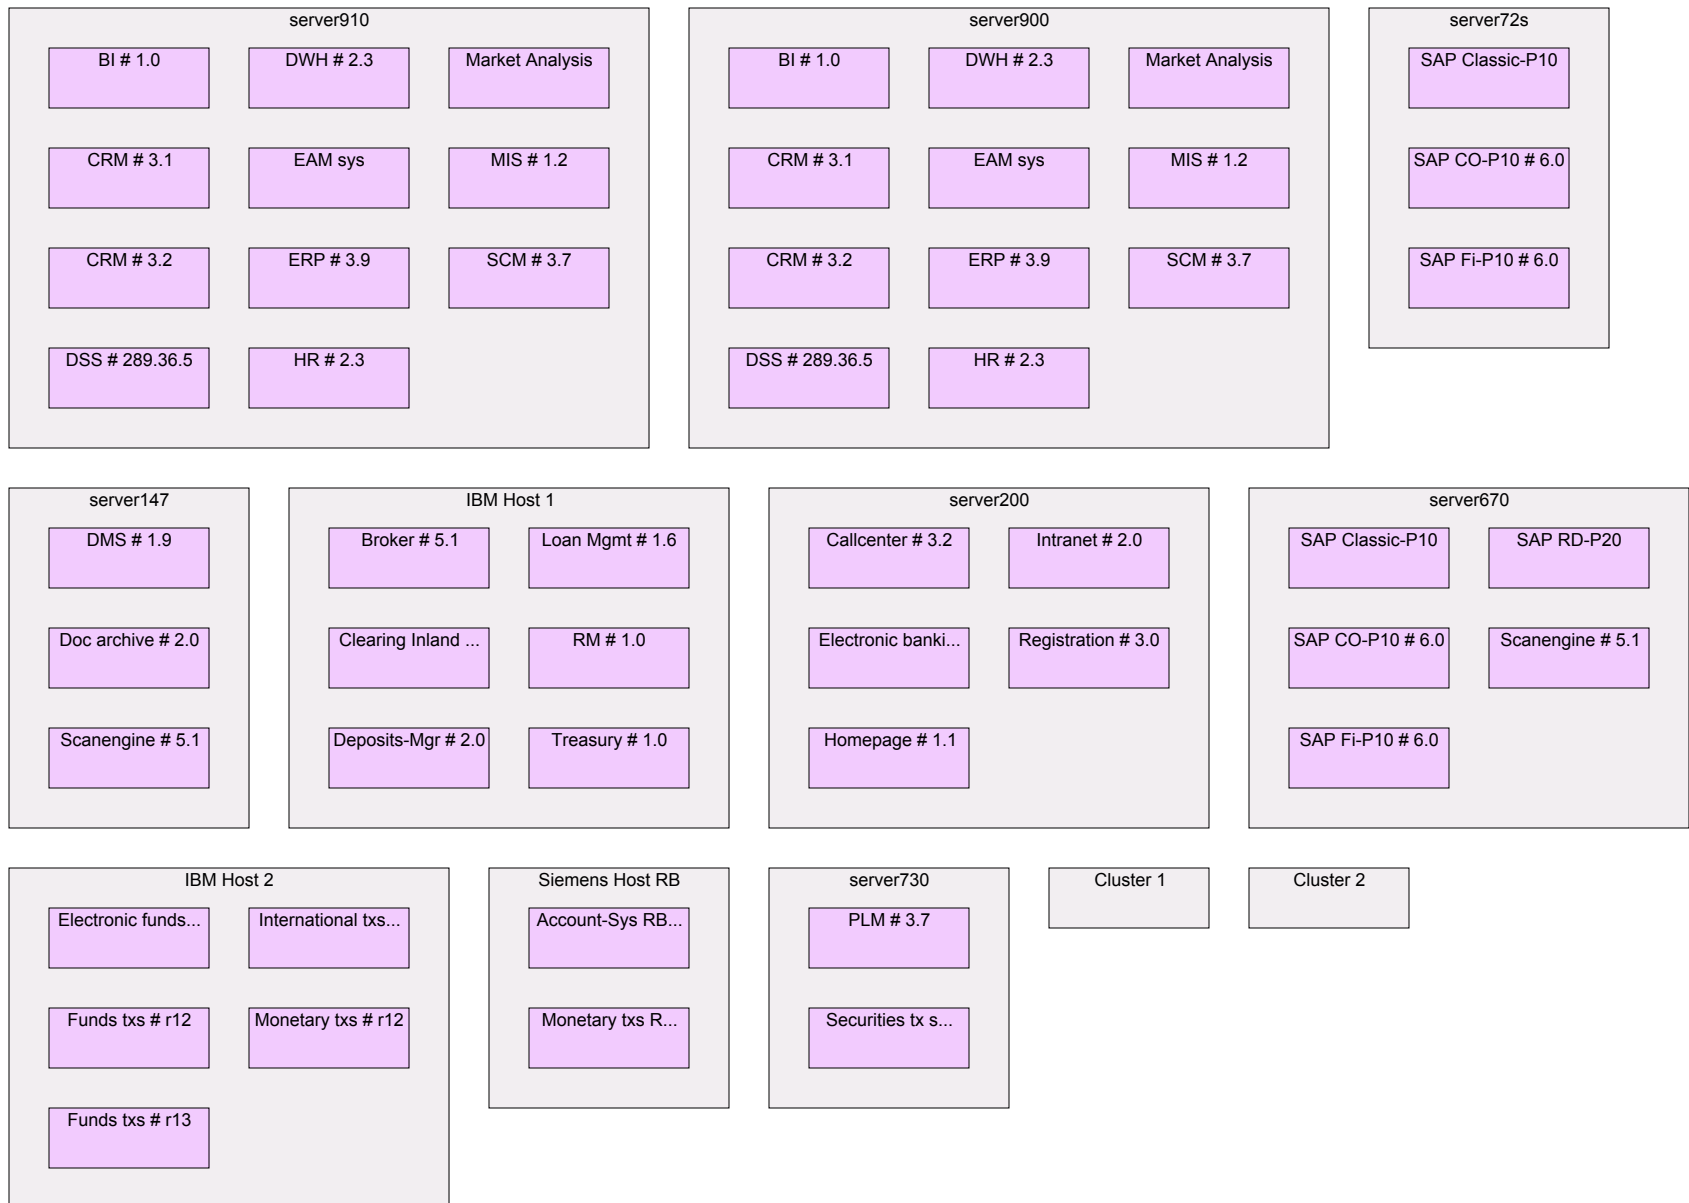 server910
BI # 1.0
DWH # 2.3
Market Analysis
CRM # 3.1
EAM sys
MIS # 1.2
CRM # 3.2
ERP # 3.9
SCM # 3.7
DSS # 289.36.5
HR # 2.3
server900
BI # 1.0
DWH # 2.3
Market Analysis
CRM # 3.1
EAM sys
MIS # 1.2
CRM # 3.2
ERP # 3.9
SCM # 3.7
DSS # 289.36.5
HR # 2.3
server72s
SAP Classic-P10
SAP CO-P10 # 6.0
SAP Fi-P10 # 6.0
server147
DMS # 1.9
Doc archive # 2.0
Scanengine # 5.1
IBM Host 1
Broker # 5.1
Loan Mgmt # 1.6
Clearing Inland ...
RM # 1.0
Deposits-Mgr # 2.0
Treasury # 1.0
server200
Callcenter # 3.2
Intranet # 2.0
Electronic banki...
Registration # 3.0
Homepage # 1.1
server670
SAP Classic-P10
SAP RD-P20
SAP CO-P10 # 6.0
Scanengine # 5.1
SAP Fi-P10 # 6.0
IBM Host 2
Electronic funds...
International txs...
Funds txs # r12
Monetary txs # r12
Funds txs # r13
Siemens Host RB
Account-Sys RB...
Monetary txs R...
server730
PLM # 3.7
Securities tx s...
Cluster 1
Cluster 2